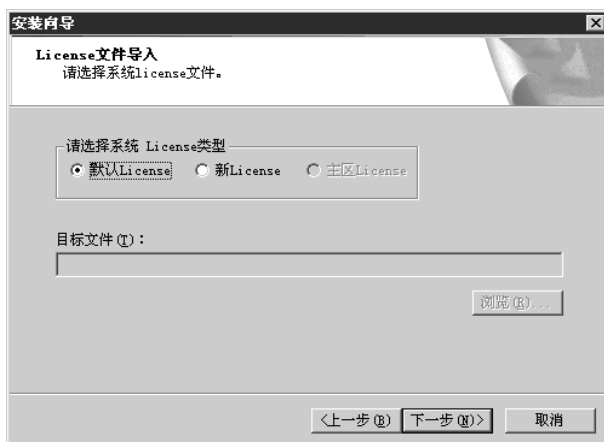 安装向导
License文件导入
请选择系统license文件。
请选择系统 License类型
默认License 新License 主区License
目标文件(T)：
浏览(R)...
<上一步(B) 下一步(N)> 取消